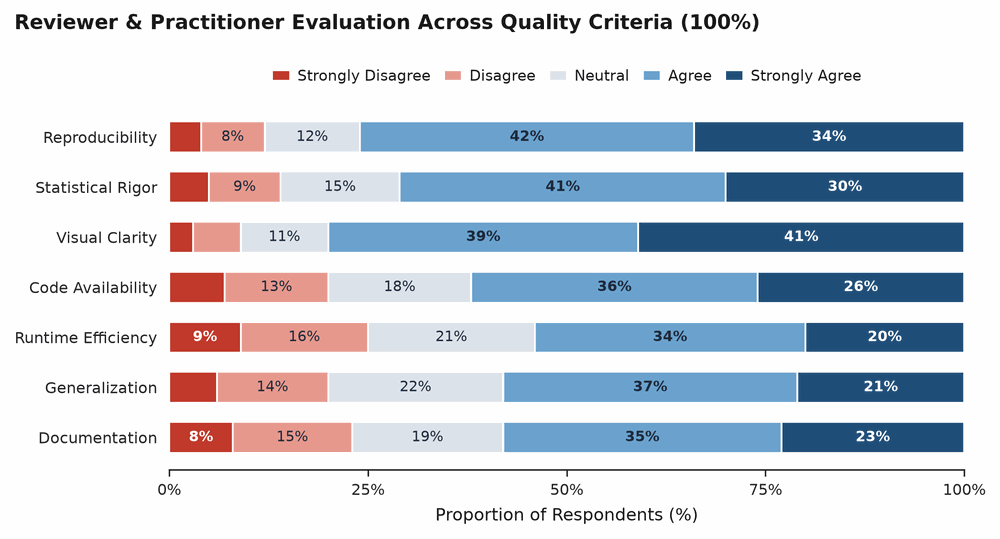 Reviewer & Practitioner Evaluation Across Quality Criteria (100%)
Strongly Disagree Disagree Neutral Agree Strongly Agree
Reproducibility 8% 12% 42% 34%
Statistical Rigor 9% 15% 41% 30%
Visual Clarity 11% 39% 41%
Code Availability 13% 18% 36% 26%
Runtime Efficiency 9% 16% 21% 34% 20%
Generalization 14% 22% 37% 21%
Documentation 8% 15% 19% 35% 23%
0% 25% 50% 75% 100%
Proportion of Respondents (%)